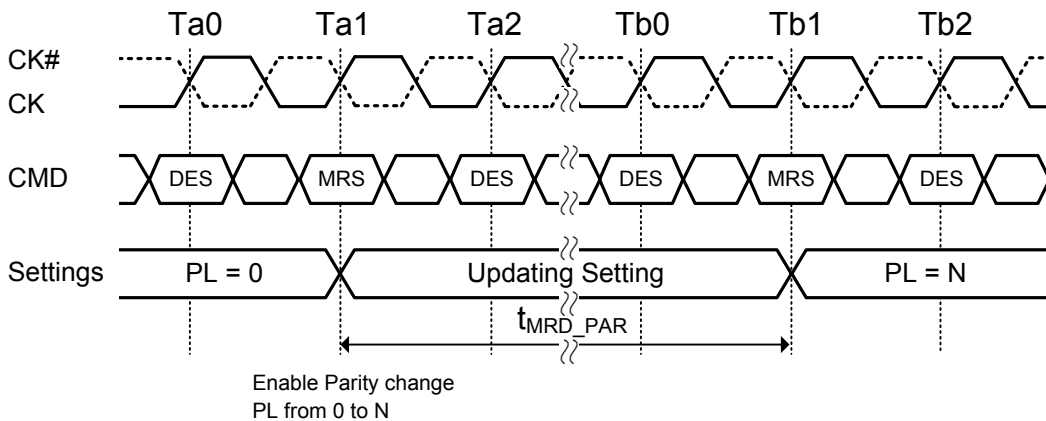 Ta0 Ta1 Ta2 Tb0 Tb1 Tb2
CK#
CK
CMD DES MRS DES DES MRS DES
Settings PL = 0 Updating Setting PL = N
tMRD_PAR
Enable Parity change
PL from 0 to N